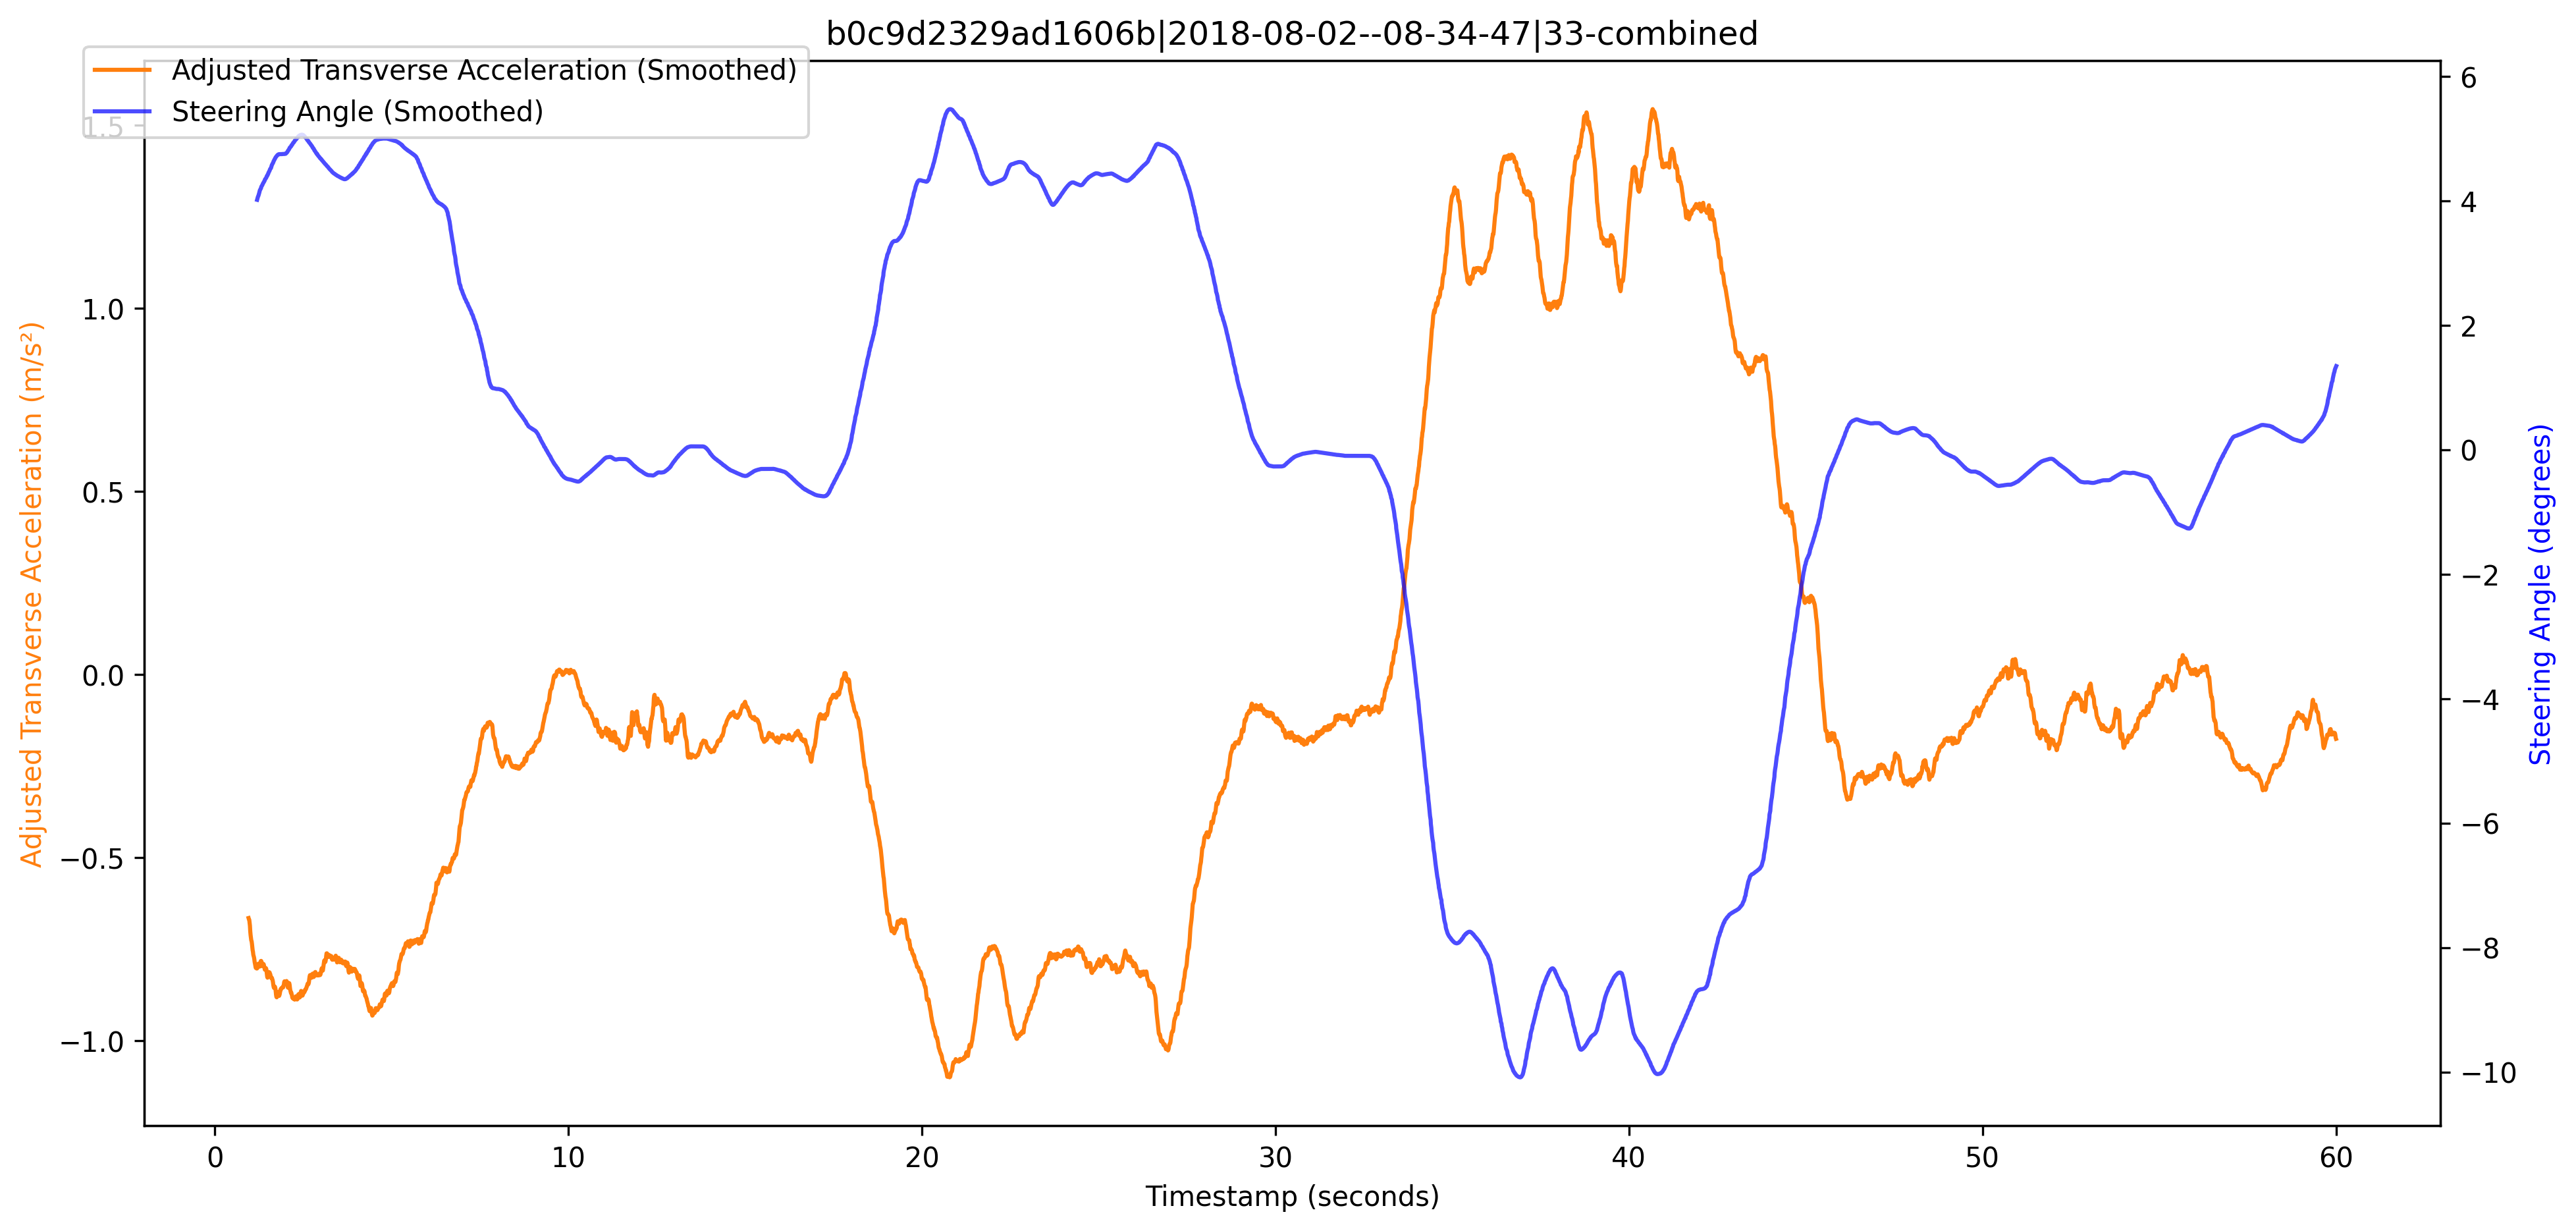 b0c9d2329ad1606b|2018-08-02--08-34-47|33-combined
Adjusted Transverse Acceleration (Smoothed)
Steering Angle (Smoothed)
Adjusted Transverse Acceleration (m/s²)
1.5
1.0
0.5
0.0
−0.5
−1.0
6
4
2
0
−2
−4
−6
−8
−10
Steering Angle (degrees)
0 10 20 30 40 50 60
Timestamp (seconds)